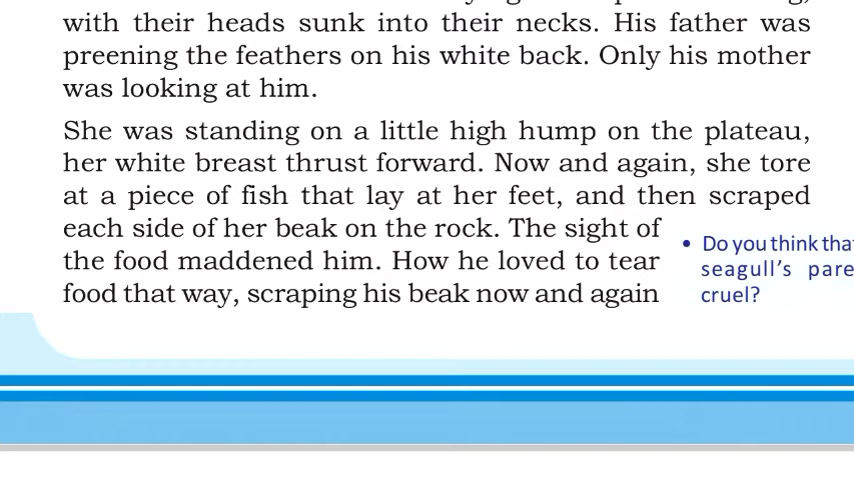 with their heads sunk into their necks. His father was
preening the feathers on his white back. Only his mother
was looking at him.
She was standing on a little high hump on the plateau,
her white breast thrust forward. Now and again, she tore
at a piece of fish that lay at her feet, and then scraped
each side of her beak on the rock. The sight of
the food maddened him. How he loved to tear
food that way, scraping his beak now and again
• Do you think
seagull's
cruel?